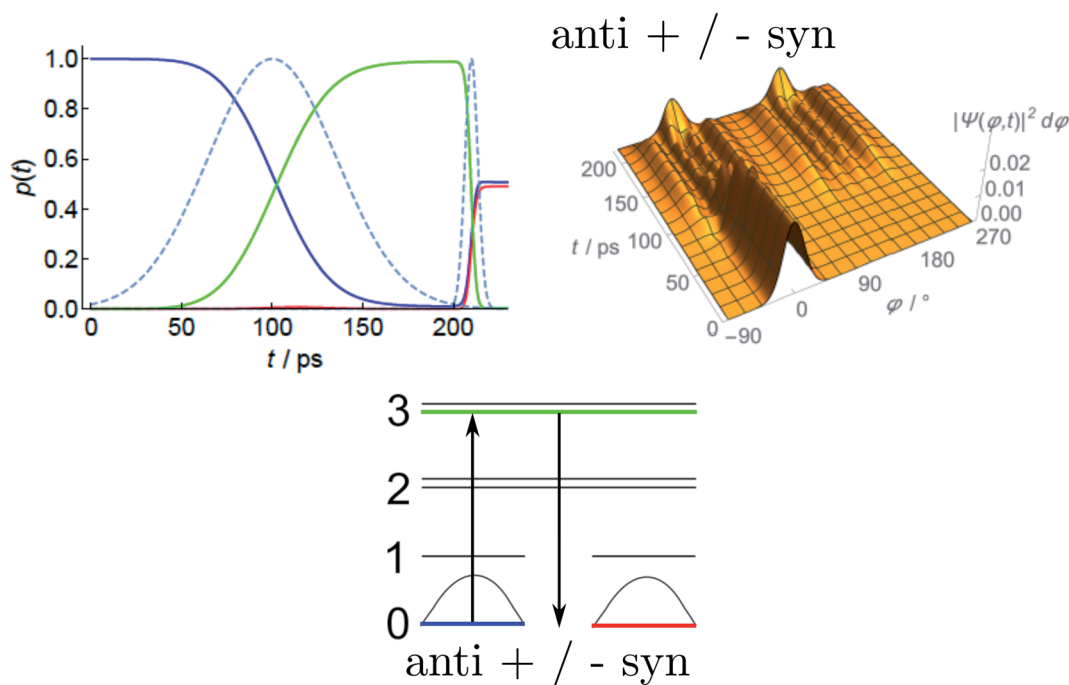 anti + / - syn
1.0
0.8
0.6
0.4
0.2
0.0
p(t)
0 50 100 150 200
t / ps
|Ψ(φ,t)|² dφ
0.02
0.01
0.00
200
150
100
50
0
t / ps
-90 0 90 180 270
φ / °
3
2
1
0
anti + / - syn